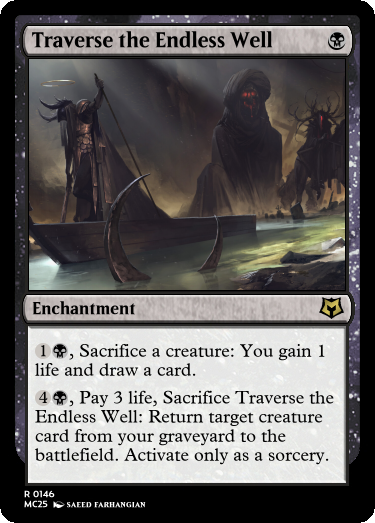 Traverse the Endless Well
Enchantment
1, Sacrifice a creature: You gain 1
life and draw a card.
4, Pay 3 life, Sacrifice Traverse the
Endless Well: Return target creature
card from your graveyard to the
battlefield. Activate only as a sorcery.
R 0146
MC25 SAEED FARHANGIAN